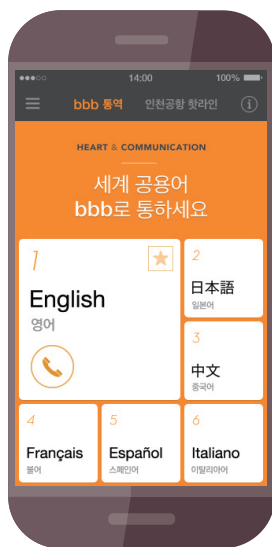 14:00
100%
bbb 통역
인천공항 핫라인
i
HEART & COMMUNICATION
세계 공용어
bbb로 통하세요
1
English
영어
2
日本語
일본어
3
中文
중국어
4
Français
불어
5
Español
스페인어
6
Italiano
이탈리아어